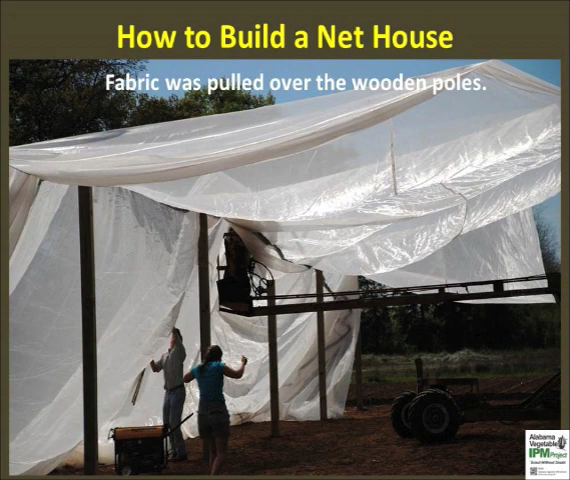 How to Build a Net House
Fabric was pulled over the wooden poles.
Alabama
Vegetable
IPM Project